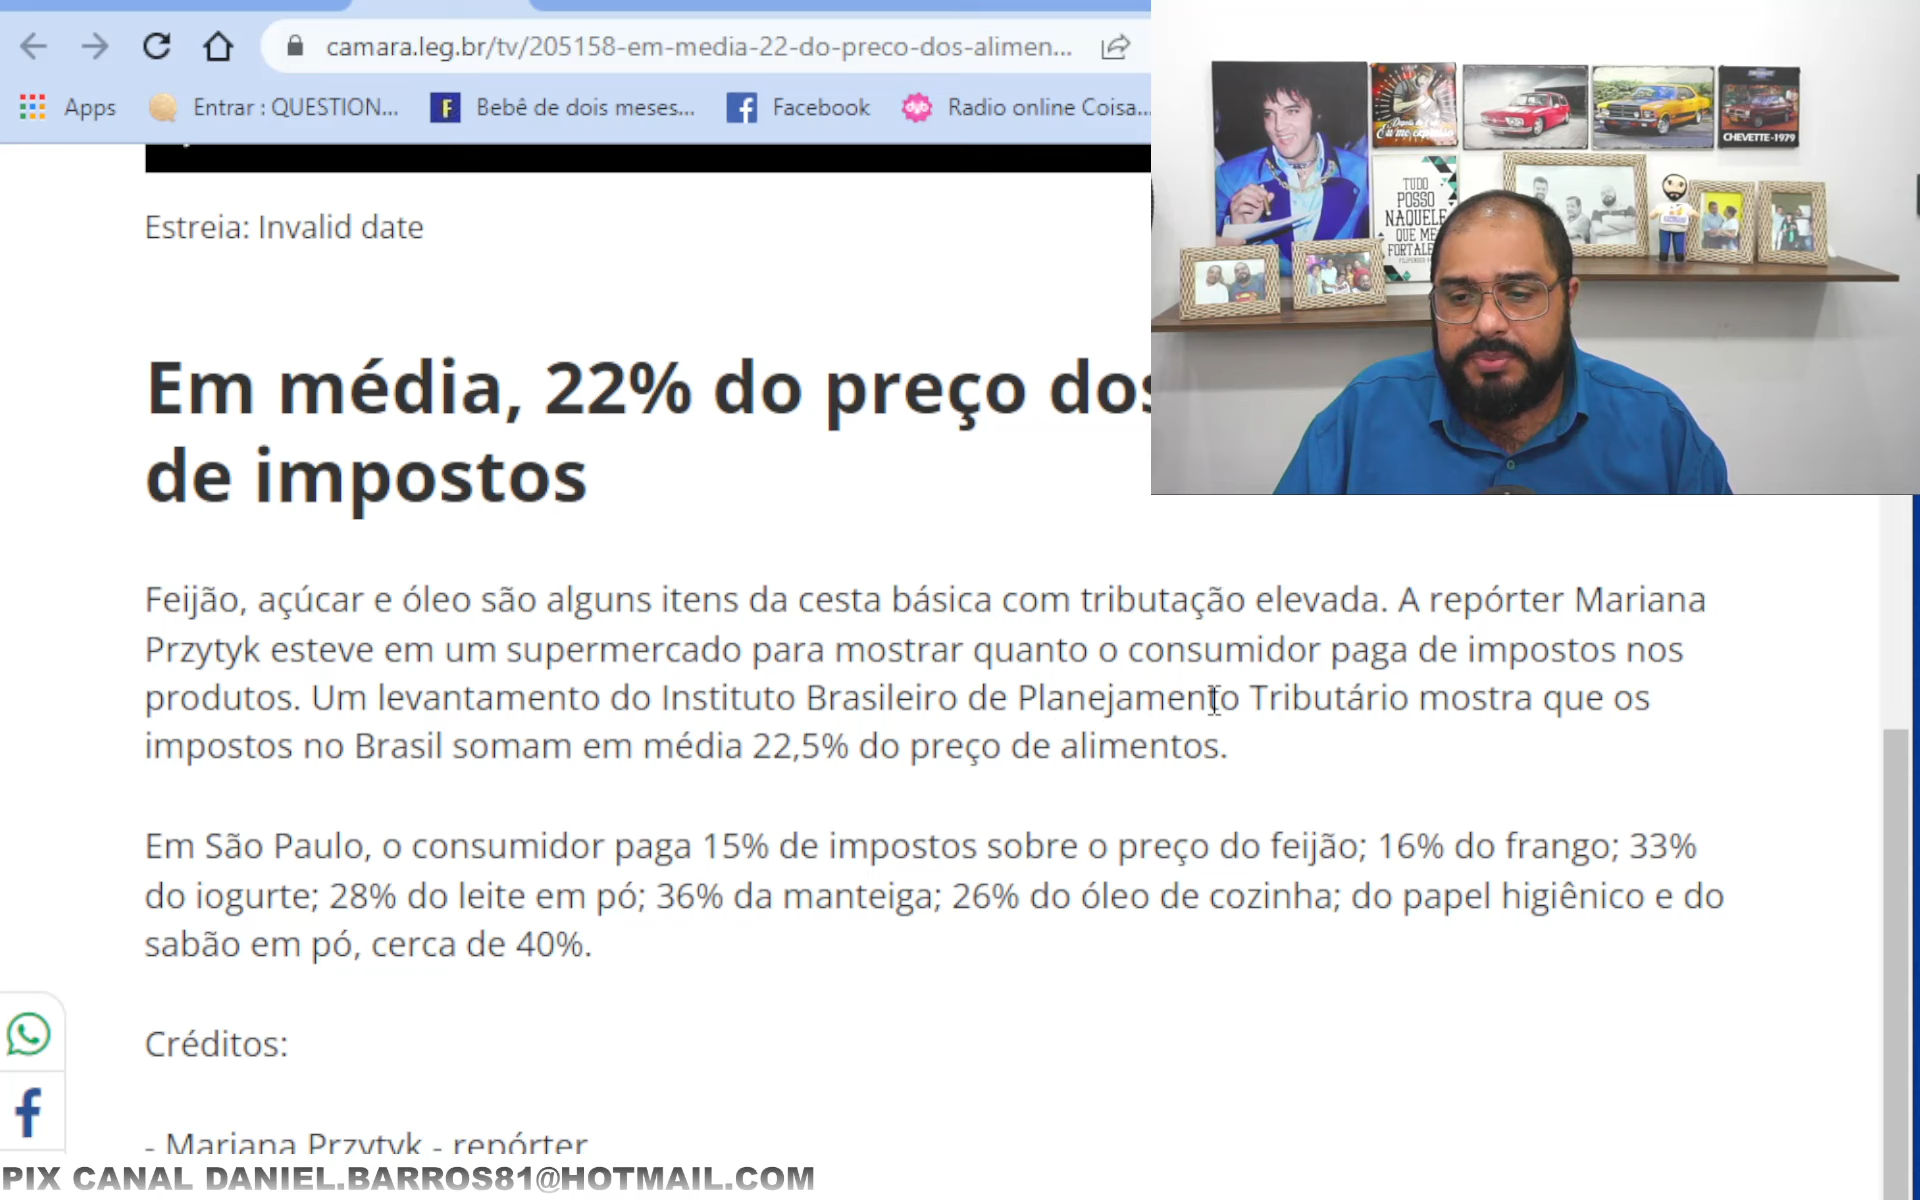 camara.leg.br/tv/205158-em-media-22-do-preco-dos-alimen...
Apps
Entrar : QUESTION...
Bebê de dois meses...
Facebook
Radio online Coisa...
Estreia: Invalid date
Em média, 22% do preço dos
de impostos
Feijão, açúcar e óleo são alguns itens da cesta básica com tributação elevada. A repórter Mariana
Przytyk esteve em um supermercado para mostrar quanto o consumidor paga de impostos nos
produtos. Um levantamento do Instituto Brasileiro de Planejamento Tributário mostra que os
impostos no Brasil somam em média 22,5% do preço de alimentos.
Em São Paulo, o consumidor paga 15% de impostos sobre o preço do feijão; 16% do frango; 33%
do iogurte; 28% do leite em pó; 36% da manteiga; 26% do óleo de cozinha; do papel higiênico e do
sabão em pó, cerca de 40%.
Créditos:
- Mariana Przytyk - repórter
PIX CANAL DANIEL.BARROS81@HOTMAIL.COM
CHEVETTE-1979
TUDO
POSSO
NAQUELE
QUE ME
FORTALE